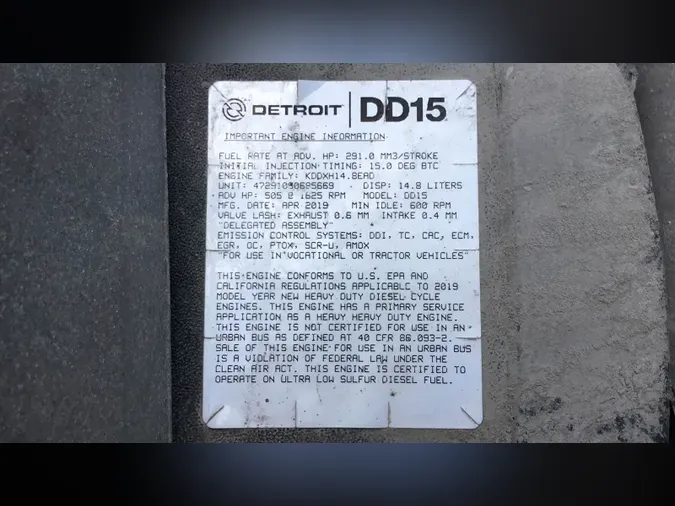 DETROIT DD15
IMPORTANT ENGINE INFORMATION
FUEL RATE AT ADV. HP: 291.0 MM3/STROKE
INITIAL INJECTION TIMING: 15.0 DEG BTC
ENGINE FAMILY: KDDXH14.8EAD
UNIT: DISP: 14.8 LITERS
ADV HP: 505 @ 1625 RPM MODEL: DD15
MFG. DATE: APR 2019 MIN IDLE: 600 RPM
VALVE LASH: EXHAUST 0.6 MM INTAKE 0.4 MM
"DELEGATED ASSEMBLY"
EMISSION CONTROL SYSTEMS: DDI, TC, CAC, ECM,
EGR, OC, PTOX, SCR-U, AMOX
"FOR USE IN VOCATIONAL OR TRACTOR VEHICLES"
THIS ENGINE CONFORMS TO U.S. EPA AND
CALIFORNIA REGULATIONS APPLICABLE TO 2019
MODEL YEAR NEW HEAVY DUTY DIESEL CYCLE
ENGINES. THIS ENGINE HAS A PRIMARY SERVICE
APPLICATION AS A HEAVY HEAVY DUTY ENGINE.
THIS ENGINE IS NOT CERTIFIED FOR USE IN AN
URBAN BUS AS DEFINED AT 40 CFR 86.093-2.
SALE OF THIS ENGINE FOR USE IN AN URBAN BUS
IS A VIOLATION OF FEDERAL LAW UNDER THE
CLEAN AIR ACT. THIS ENGINE IS CERTIFIED TO
OPERATE ON ULTRA LOW SULFUR DIESEL FUEL.